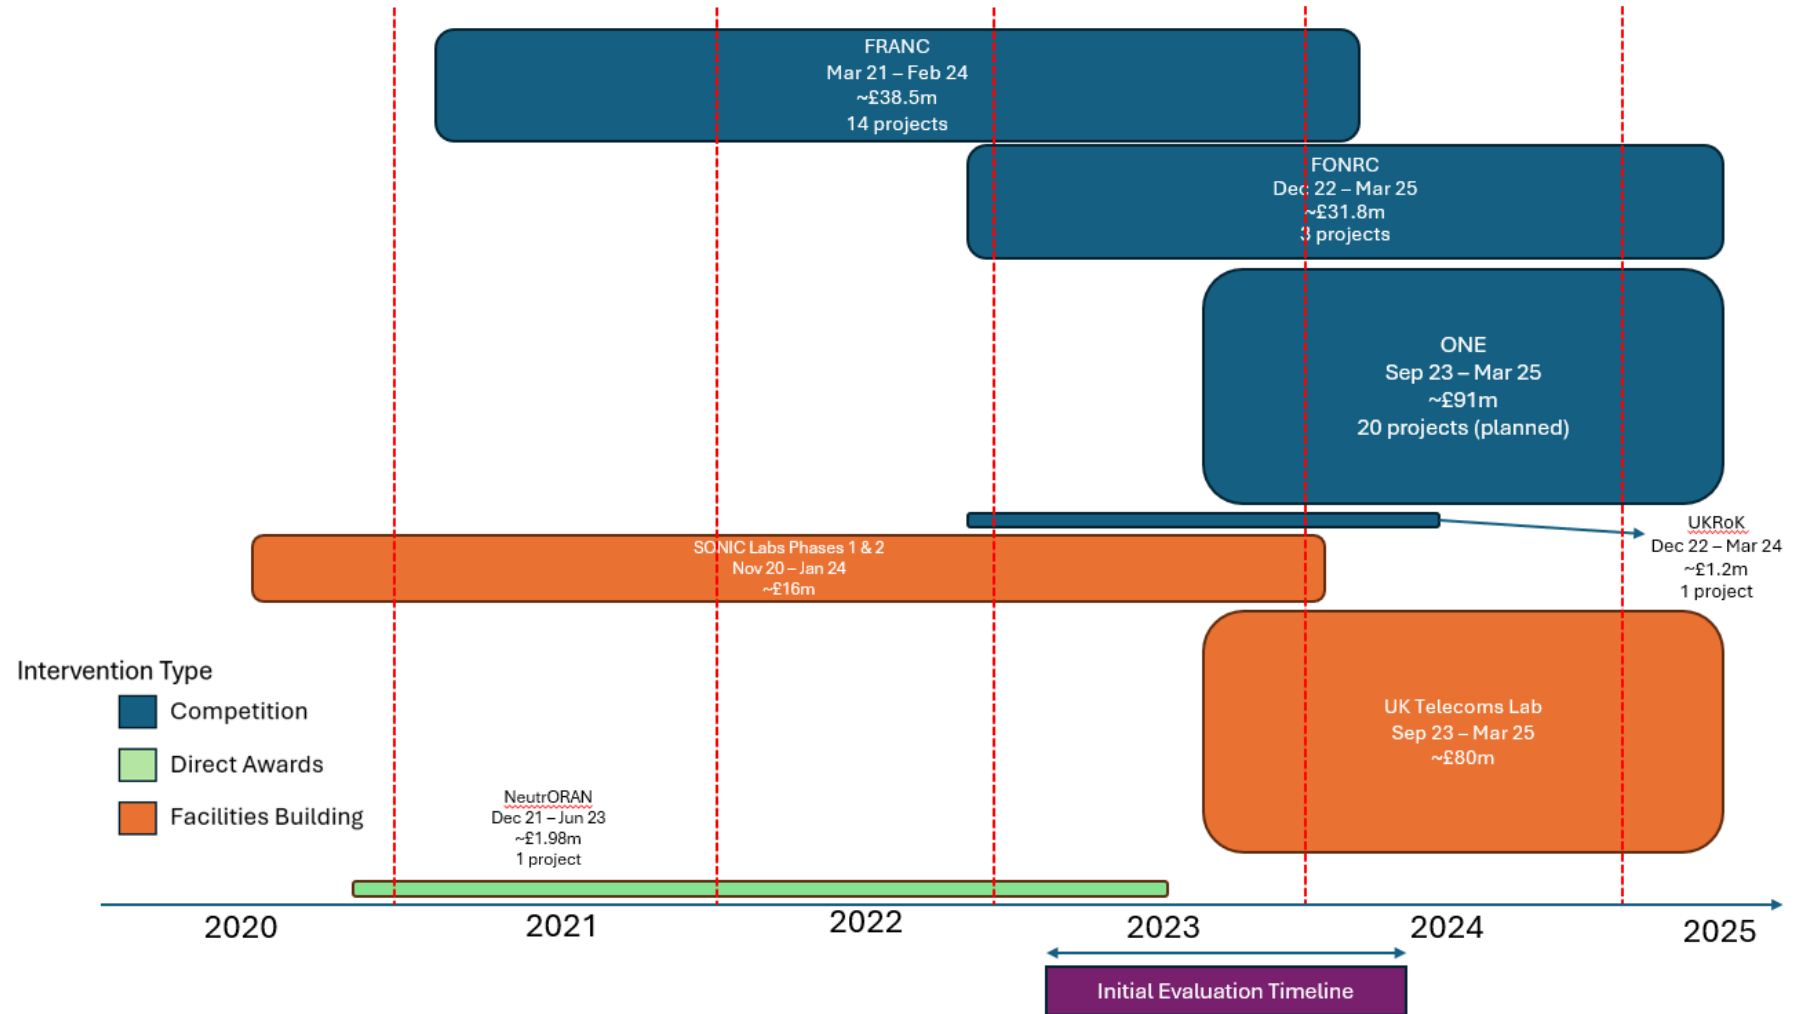 FRANC
Mar 21 – Feb 24
~£38.5m
14 projects
FONRC
Dec 22 – Mar 25
~£31.8m
3 projects
ONE
Sep 23 – Mar 25
~£91m
20 projects (planned)
UKRoK
Dec 22 – Mar 24
~£1.2m
1 project
SONIC Labs Phases 1 & 2
Nov 20 – Jan 24
~£16m
UK Telecoms Lab
Sep 23 – Mar 25
~£80m
Intervention Type
Competition
Direct Awards
Facilities Building
NeutrORAN
Dec 21 – Jun 23
~£1.98m
1 project
2020
2021
2022
2023
2024
2025
Initial Evaluation Timeline